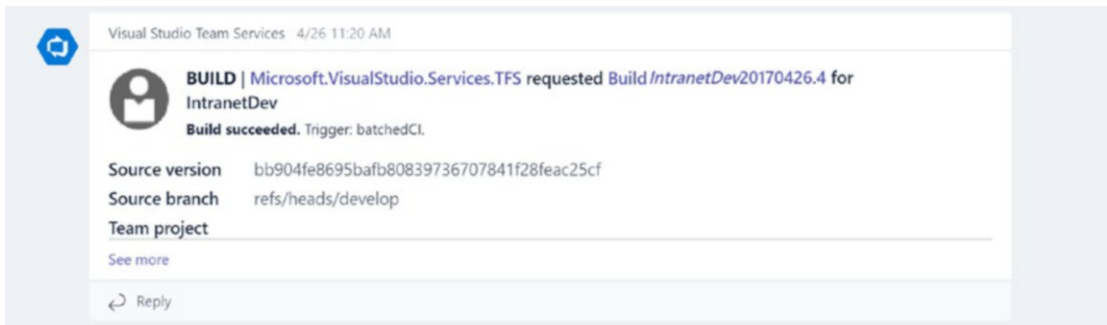 Visual Studio Team Services 4/26 11:20 AM
BUILD | Microsoft.VisualStudio.Services.TFS requested Build IntranetDev20170426.4 for
IntranetDev
Build succeeded. Trigger: batchedCI.
Source version bb904fe8695bafb80839736707841f28feac25cf
Source branch refs/heads/develop
Team project
See more
Reply